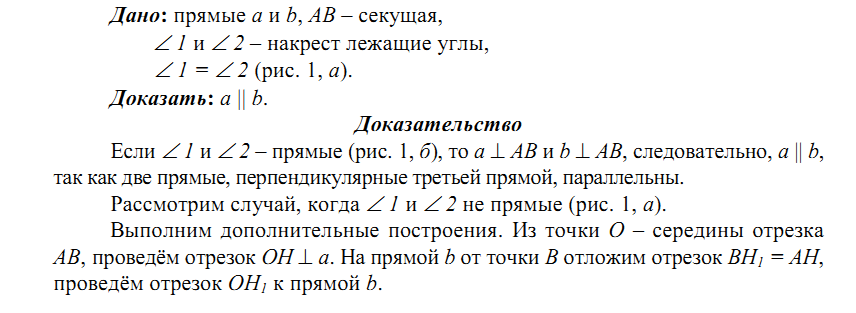 Дано: прямые a и b, AB – секущая,
∠ 1 и ∠ 2 – накрест лежащие углы,
∠ 1 = ∠ 2 (рис. 1, а).
Доказать: a || b.
Доказательство
Если ∠ 1 и ∠ 2 – прямые (рис. 1, б), то a ⊥ AB и b ⊥ AB, следовательно, a || b,
так как две прямые, перпендикулярные третьей прямой, параллельны.
Рассмотрим случай, когда ∠ 1 и ∠ 2 не прямые (рис. 1, а).
Выполним дополнительные построения. Из точки O – середины отрезка
AB, проведём отрезок OH ⊥ a. На прямой b от точки B отложим отрезок BH₁ = AH,
проведём отрезок OH₁ к прямой b.